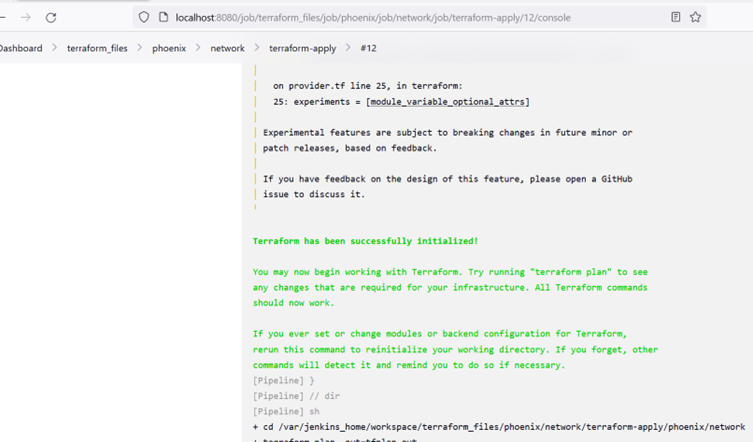 localhost:8080/job/terraform_files/job/phoenix/job/network/job/terraform-apply/12/console
Dashboard > terraform_files > phoenix > network > terraform-apply > #12
on provider.tf line 25, in terraform:
25: experiments = [module_variable_optional_attrs]
Experimental features are subject to breaking changes in future minor or
patch releases, based on feedback.
If you have feedback on the design of this feature, please open a GitHub
issue to discuss it.
Terraform has been successfully initialized!
You may now begin working with Terraform. Try running "terraform plan" to see
any changes that are required for your infrastructure. All Terraform commands
should now work.
If you ever set or change modules or backend configuration for Terraform,
rerun this command to reinitialize your working directory. If you forget, other
commands will detect it and remind you to do so if necessary.
[Pipeline] }
[Pipeline] // dir
[Pipeline] sh
+ cd /var/jenkins_home/workspace/terraform_files/phoenix/network/terraform-apply/phoenix/network
+ terraform plan -out=tfplan.out